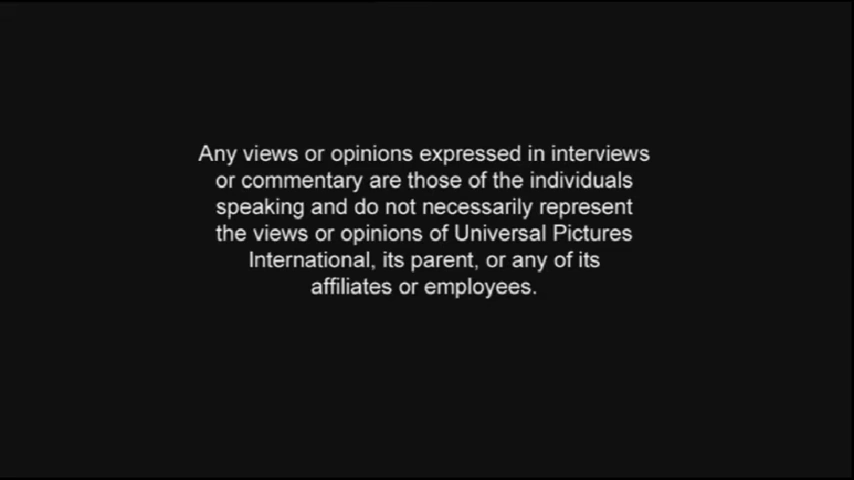 Any views or opinions expressed in interviews
or commentary are those of the individuals
speaking and do not necessarily represent
the views or opinions of Universal Pictures
International, its parent, or any of its
affiliates or employees.